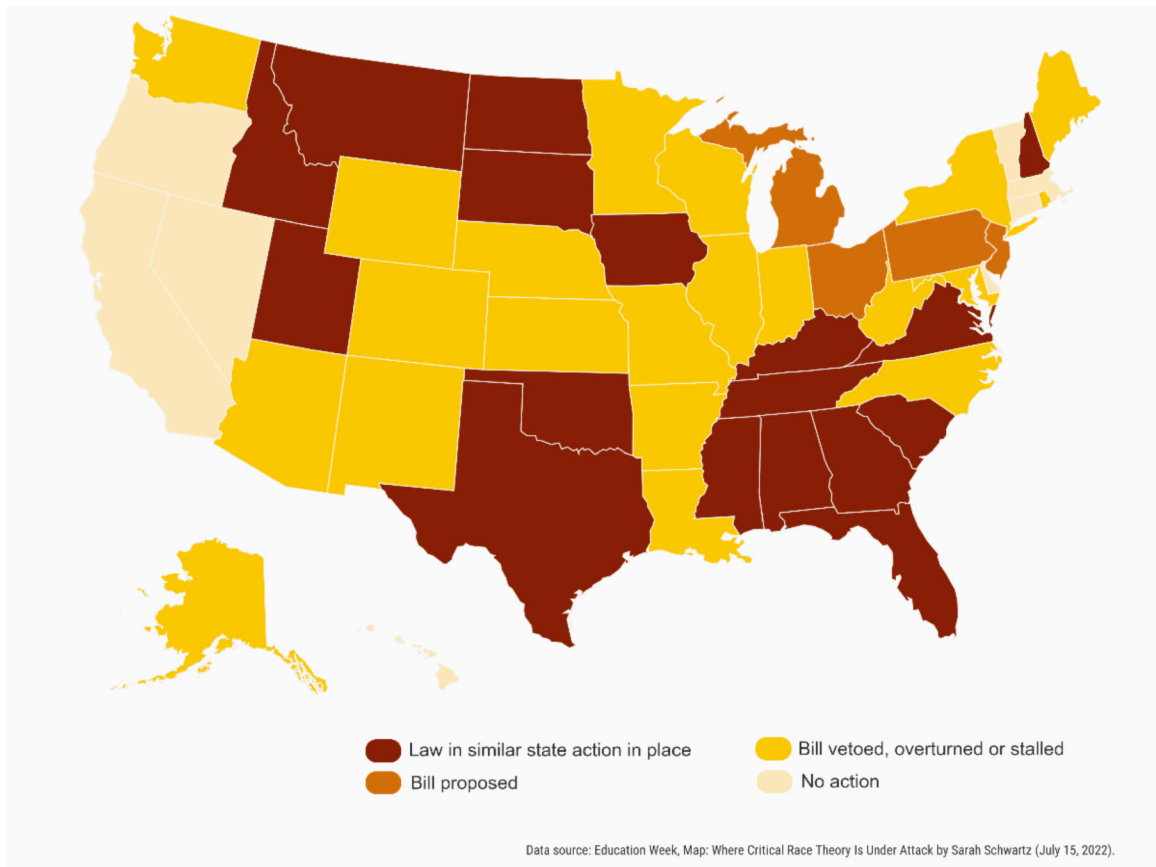 Law in similar state action in place
Bill vetoed, overturned or stalled
Bill proposed
No action
Data source: Education Week, Map: Where Critical Race Theory Is Under Attack by Sarah Schwartz (July 15, 2022).